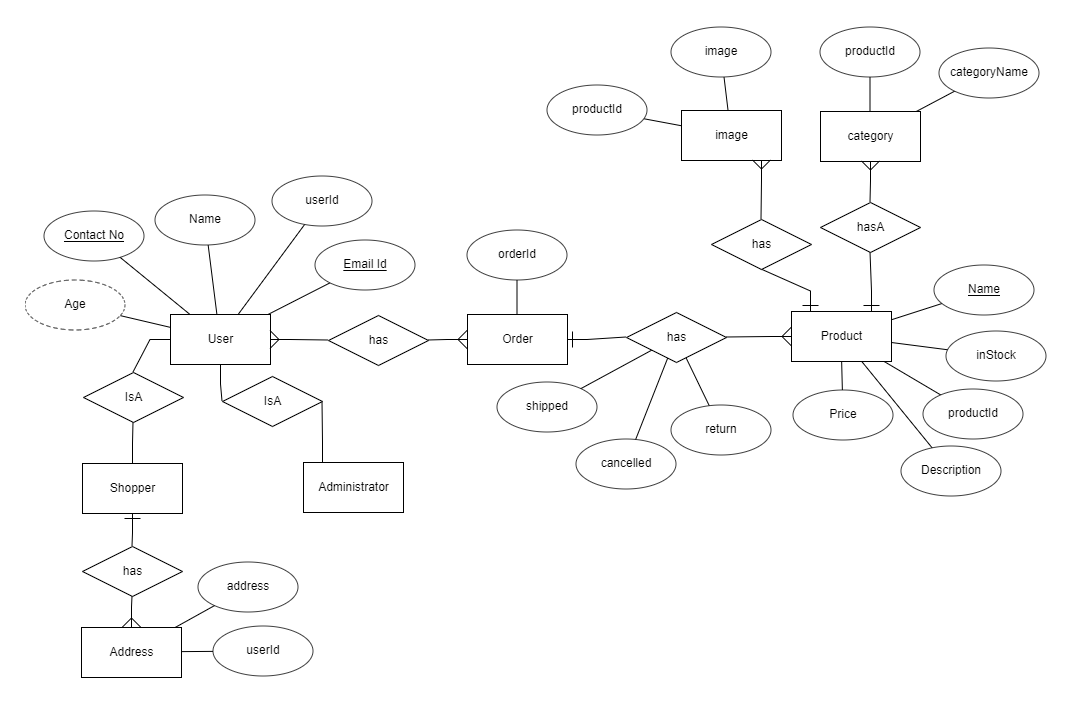 image
productId
categoryName
productId
image
category
userId
Name
Contact No
hasA
has
orderId
Email Id
Name
Age
User
has
Order
has
Product
inStock
IsA
IsA
shipped
Price
productId
return
cancelled
Description
Shopper
Administrator
has
address
Address
userId